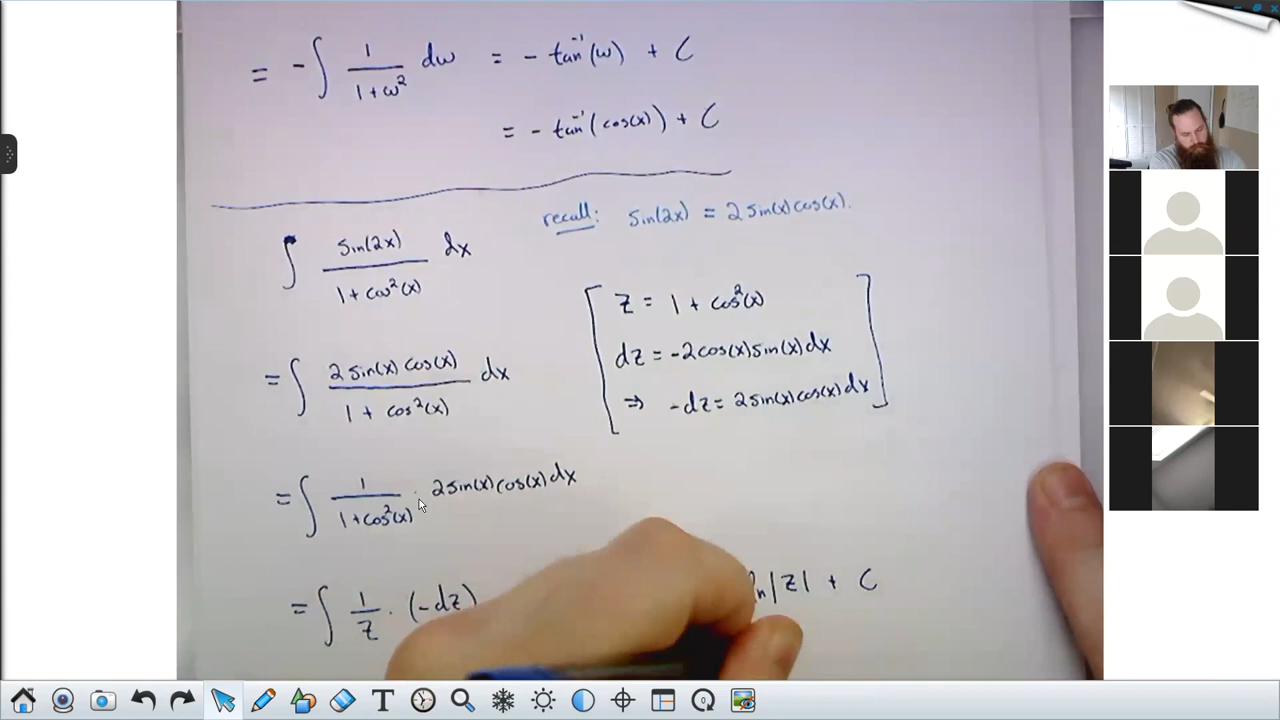 = - ∫ 1/(1+ω²) dω = - tan⁻¹(ω) + C
= - tan⁻¹(cos(x)) + C
∫ sin(2x)/(1+cos²(x)) dx
recall: sin(2x) = 2sin(x)cos(x).
= ∫ 2sin(x)cos(x)/(1 + cos²(x)) dx
z = 1 + cos²(x)
dz = -2cos(x)sin(x)dx
⇒ -dz = 2sin(x)cos(x)dx
= ∫ 1/(1+cos²(x)) · 2sin(x)cos(x)dx
= ∫ 1/z · (-dz) ln|z| + C
T